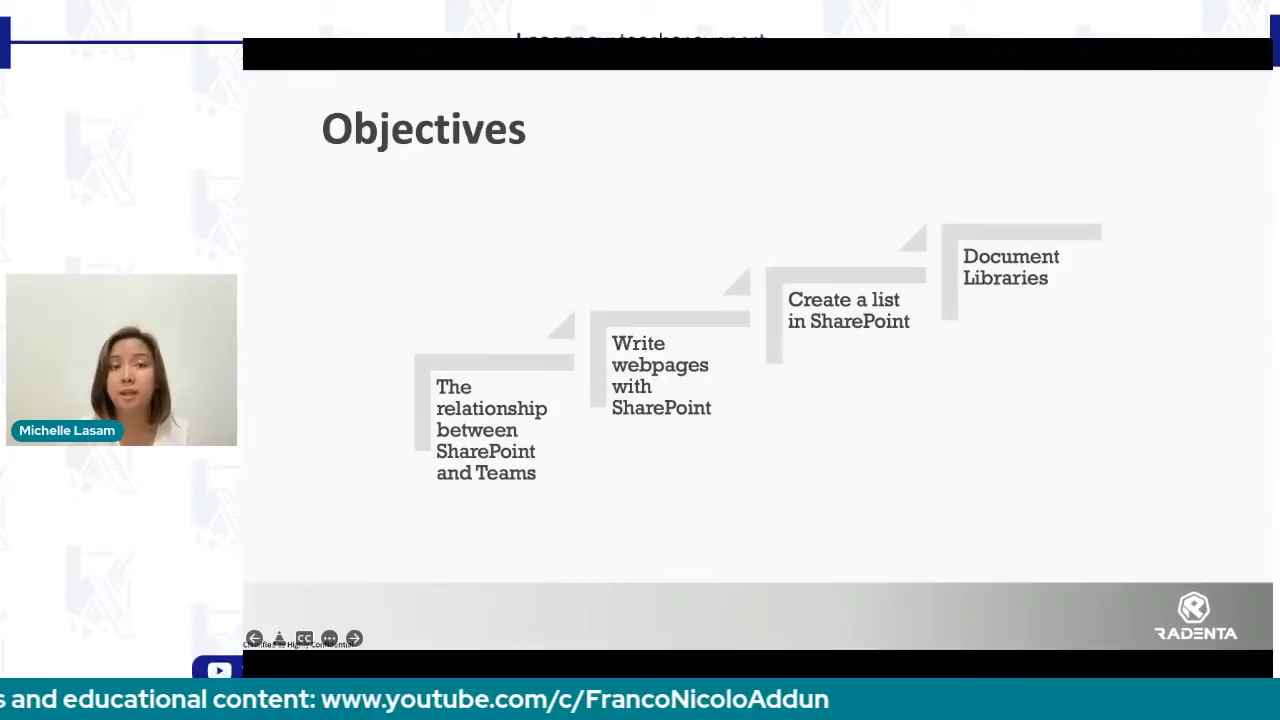 Objectives
The
relationship
between
SharePoint
and Teams
Write
webpages
with
SharePoint
Create a list
in SharePoint
Document
Libraries
Michelle Lasam
CC
RADENTA
s and educational content: www.youtube.com/c/FrancoNicoloAddun